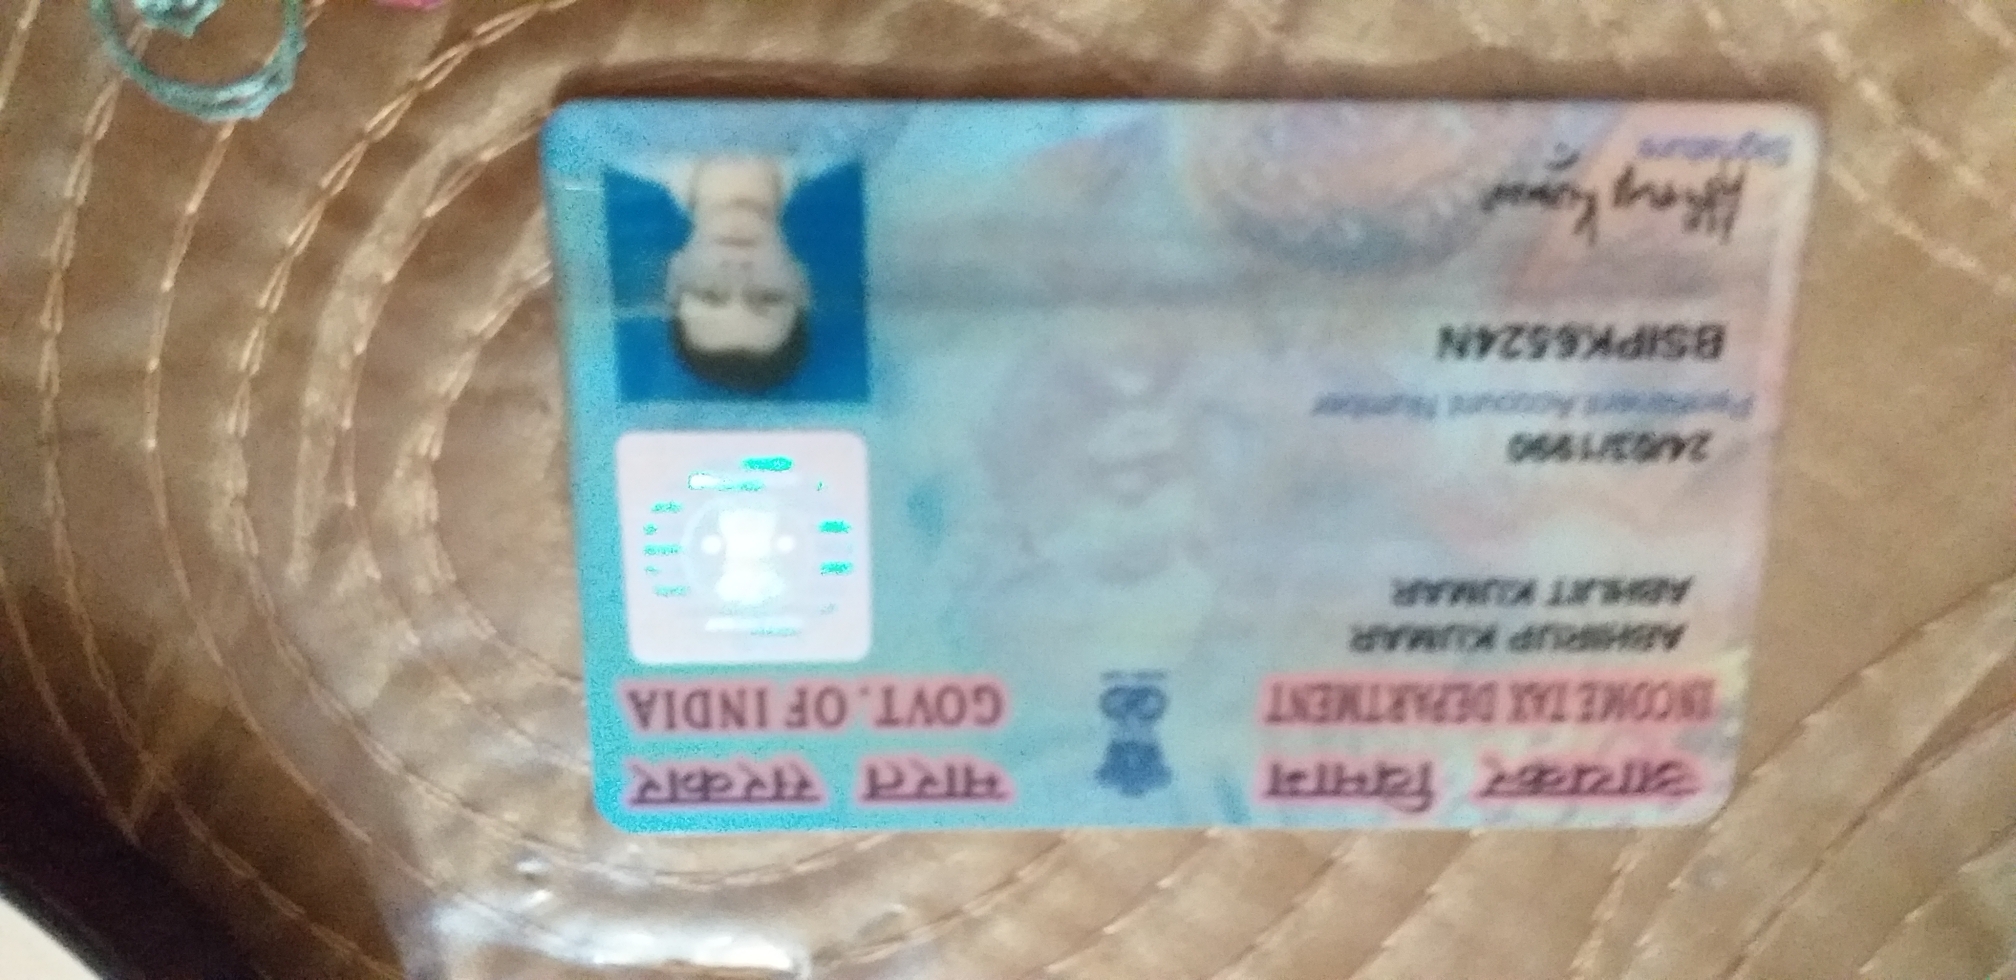 आयकर विभाग
INCOME TAX DEPARTMENT
भारत सरकार
GOVT. OF INDIA
ABHIRUP KUMAR
ABHIJIT KUMAR
24/03/1990
Permanent Account Number
BSIPK6524N
Kumar
Signature